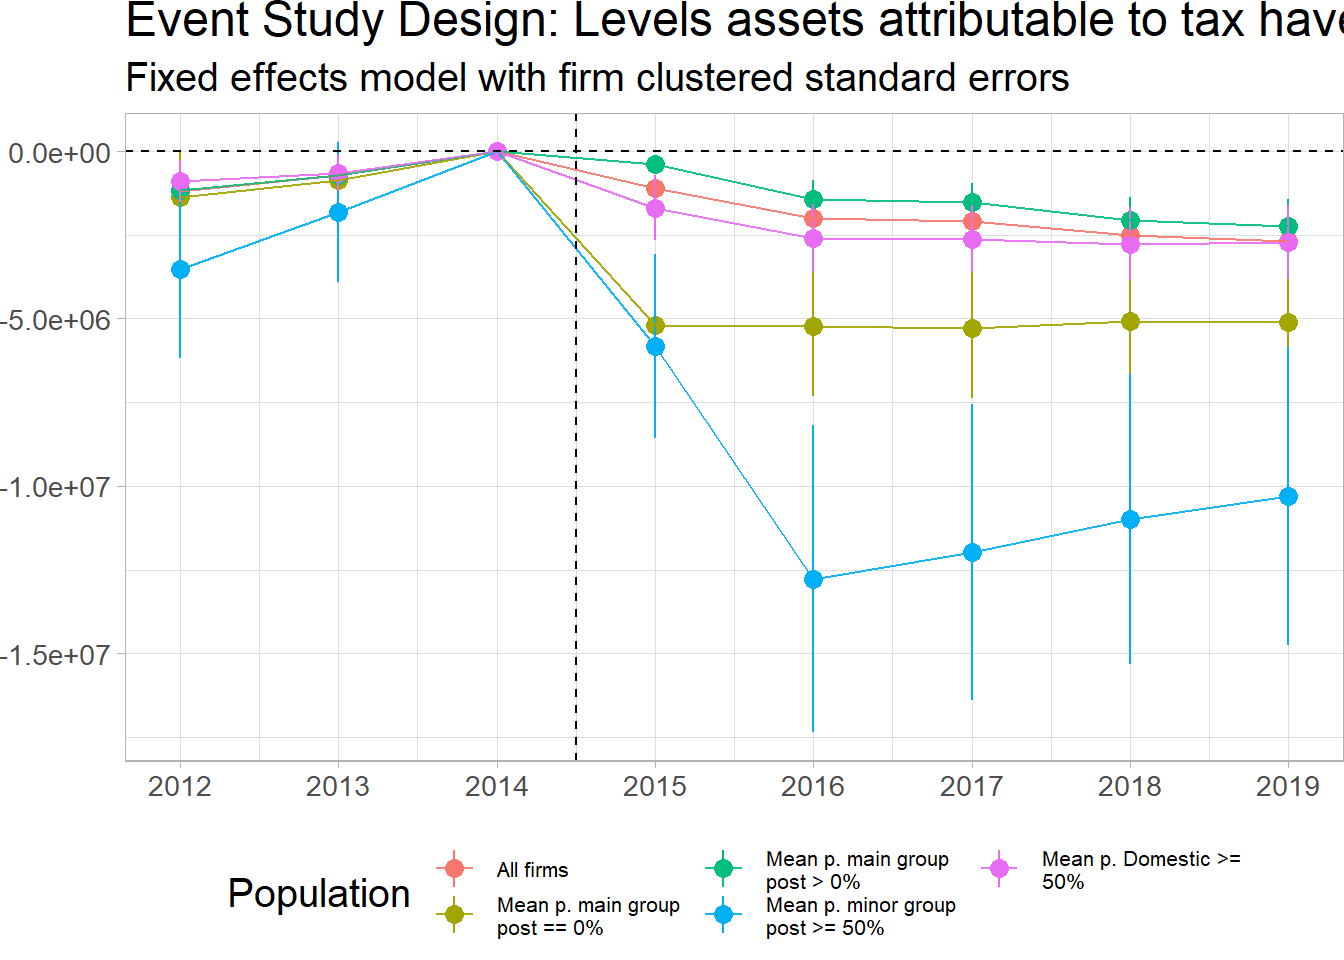 Event Study Design: Levels assets attributable to tax have
Fixed effects model with firm clustered standard errors
0.0e+00
-5.0e+06
-1.0e+07
-1.5e+07
2012 2013 2014 2015 2016 2017 2018 2019
Population
All firms
Mean p. main group
post == 0%
Mean p. main group
post > 0%
Mean p. minor group
post >= 50%
Mean p. Domestic >=
50%